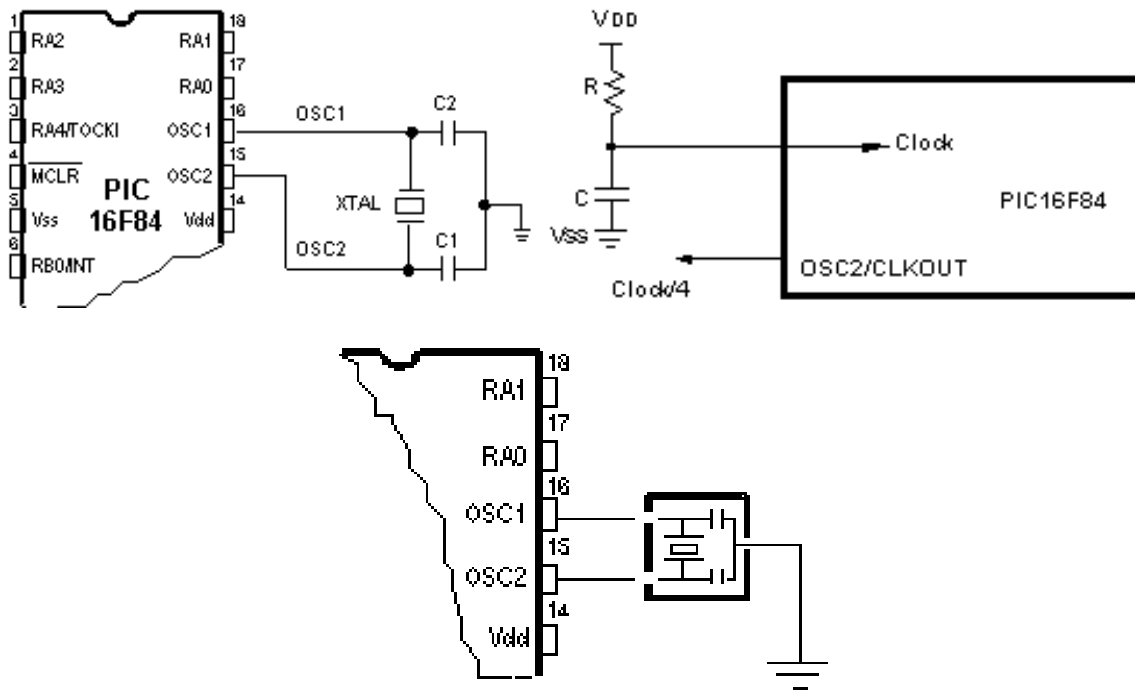 1
RA2
RA1
18
2
RA3
RA0
17
3
RA4/TOCKI
OSC1
16
4
MCLR
OSC2
15
5
Vss
Vdd
14
6
RB0/INT
PIC
16F84
OSC1
OSC2
C2
XTAL
C1
VDD
R
Clock
C
VSS
Clock/4
PIC16F84
OSC2/CLKOUT
18
RA1
17
RA0
16
OSC1
15
OSC2
14
Vdd